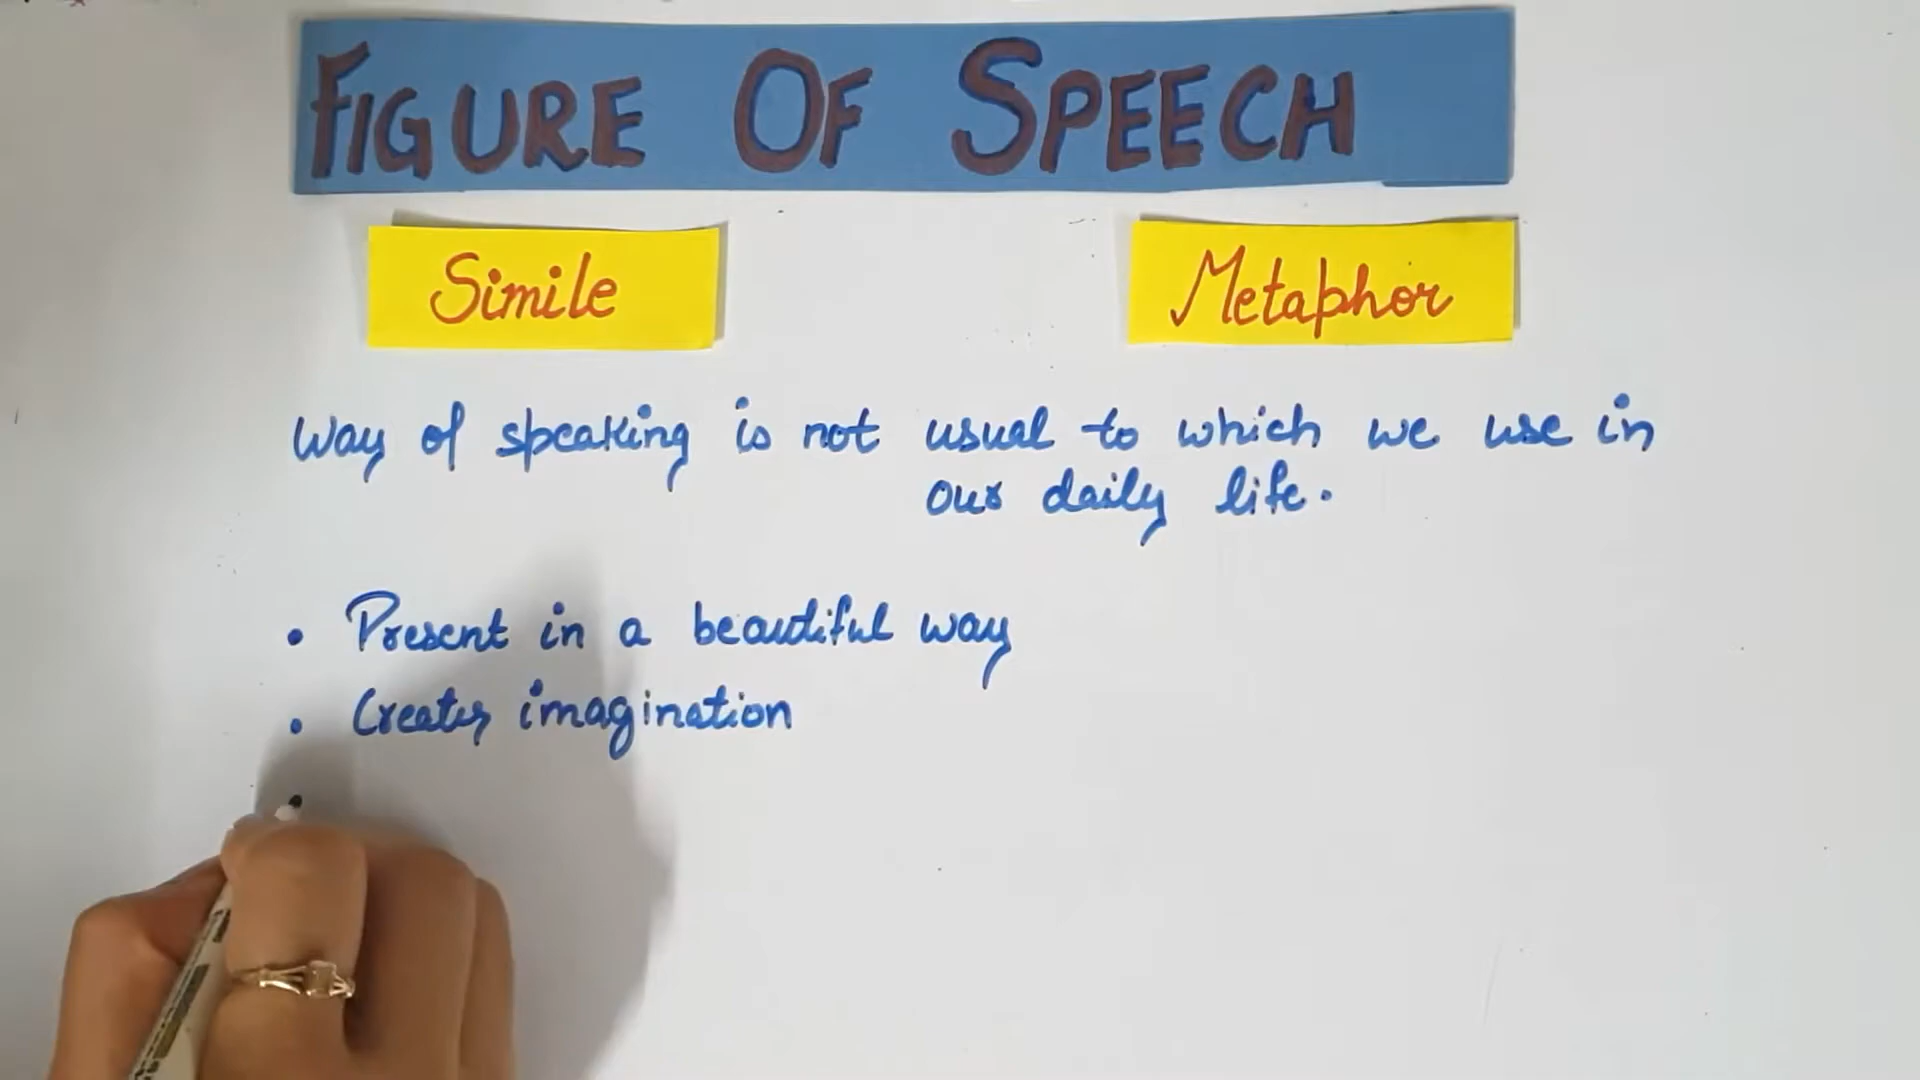 FIGURE OF SPEECH
Simile
Metaphor
Way of speaking is not usual to which we use in
our daily life.
• Present in a beautiful way
• Creates imagination
•